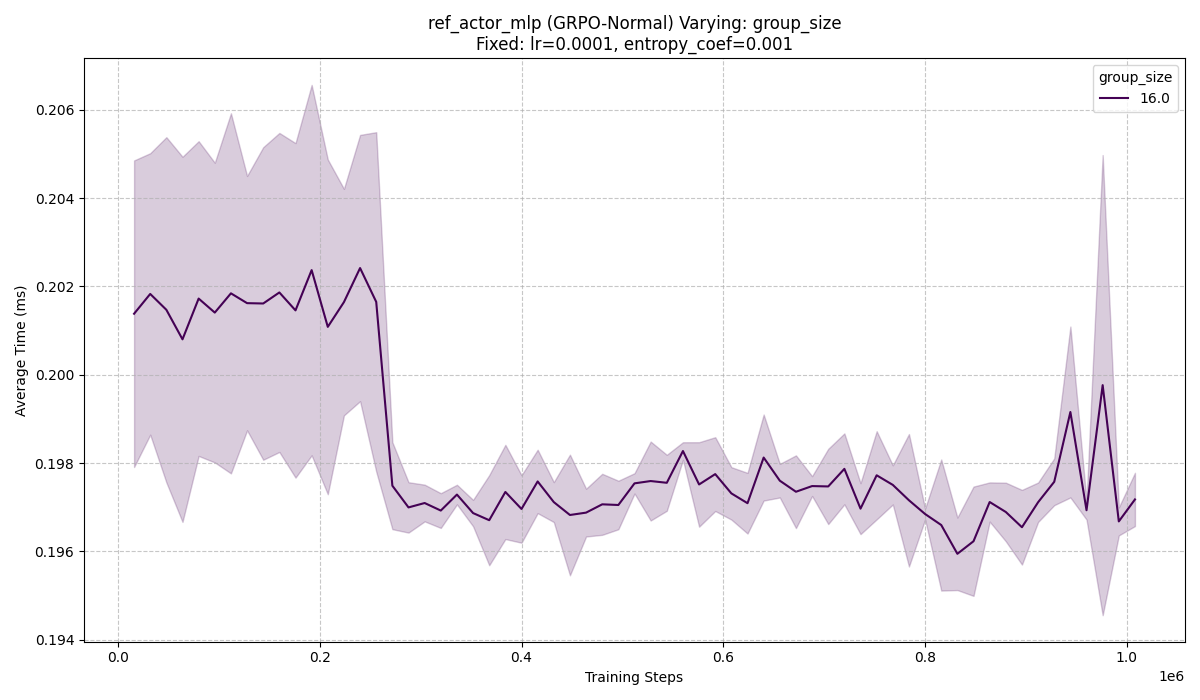 ref_actor_mlp (GRPO-Normal) Varying: group_size
Fixed: lr=0.0001, entropy_coef=0.001
group_size
16.0
0.206
0.204
0.202
0.200
0.198
0.196
0.194
Average Time (ms)
0.0
0.2
0.4
0.6
0.8
1.0
1e6
Training Steps